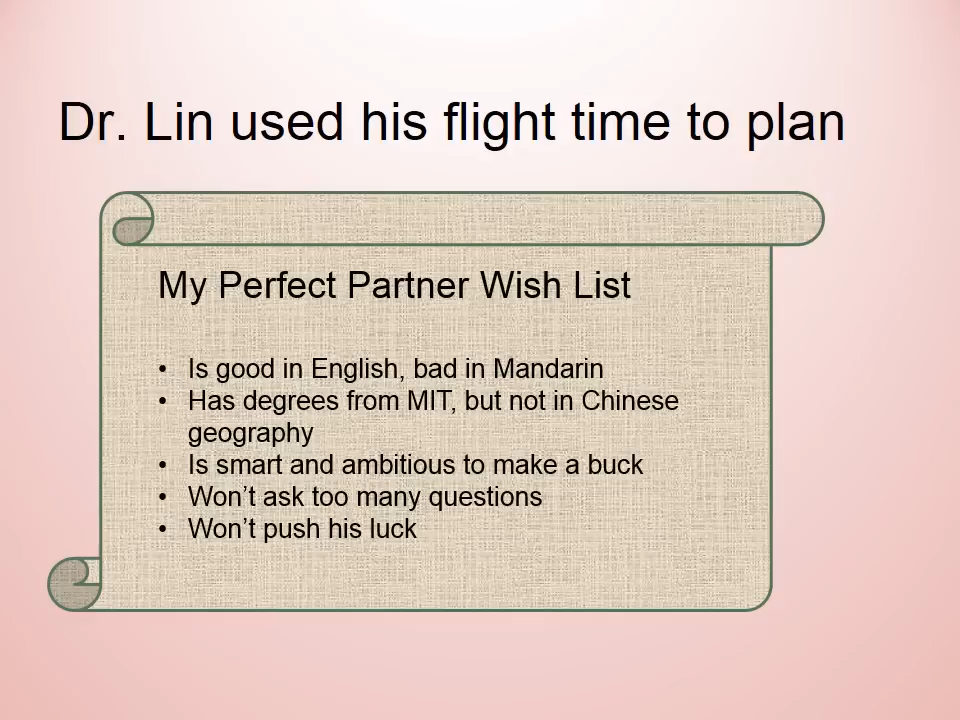 Dr. Lin used his flight time to plan
My Perfect Partner Wish List
• Is good in English, bad in Mandarin
• Has degrees from MIT, but not in Chinese
geography
• Is smart and ambitious to make a buck
• Won’t ask too many questions
• Won’t push his luck